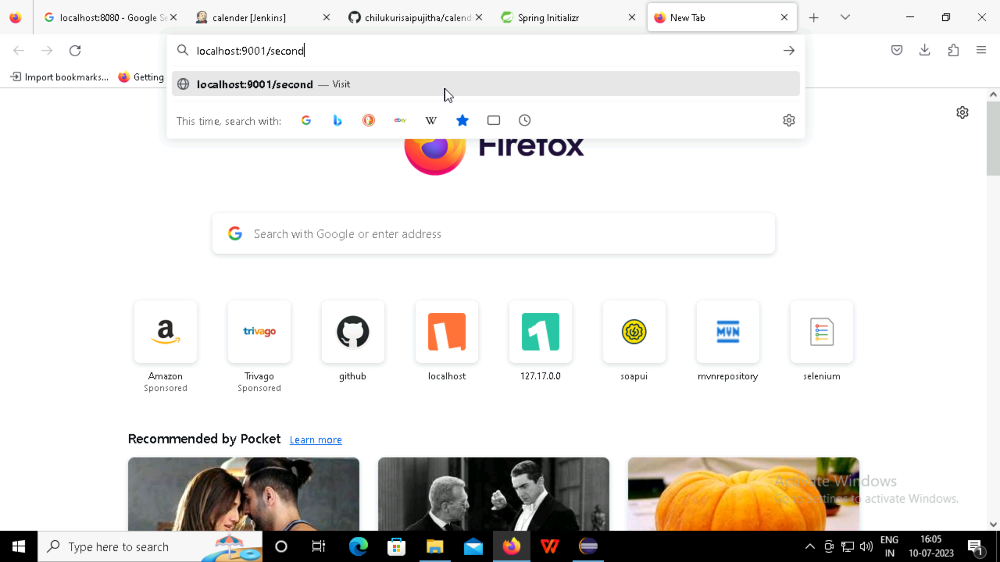 localhost:8080 - Google Se
calender [Jenkins]
chilukurisaipujitha/calend
Spring Initializr
New Tab
localhost:9001/second
Import bookmarks...
Getting
localhost:9001/second — Visit
This time, search with:
ebay
W
Firefox
Search with Google or enter address
a
trivago
MVN
Amazon
Sponsored
Trivago
Sponsored
github
localhost
127.17.0.0
soapui
mvnrepository
selenium
Recommended by Pocket Learn more
Activate Windows
Go to Settings to activate Windows.
Type here to search
ENG
IN
16:05
10-07-2023
1